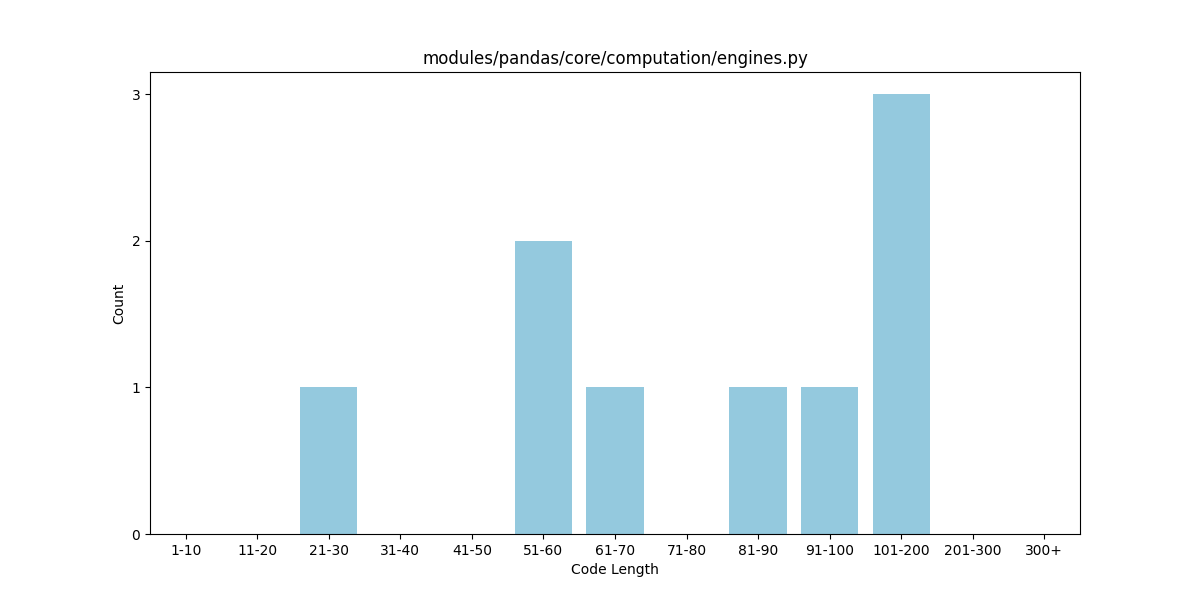 modules/pandas/core/computation/engines.py
3
2
1
0
Count
1-10 11-20 21-30 31-40 41-50 51-60 61-70 71-80 81-90 91-100 101-200 201-300 300+
Code Length